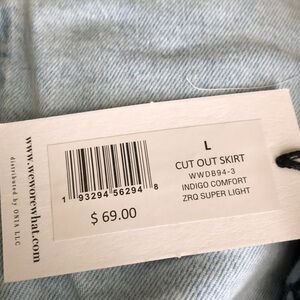 www.weworewhat.com
distributed by ONIA LLC
L
CUT OUT SKIRT
WWDB94-3
INDIGO COMFORT
ZRQ SUPER LIGHT
1 93294 56294 8
$ 69.00